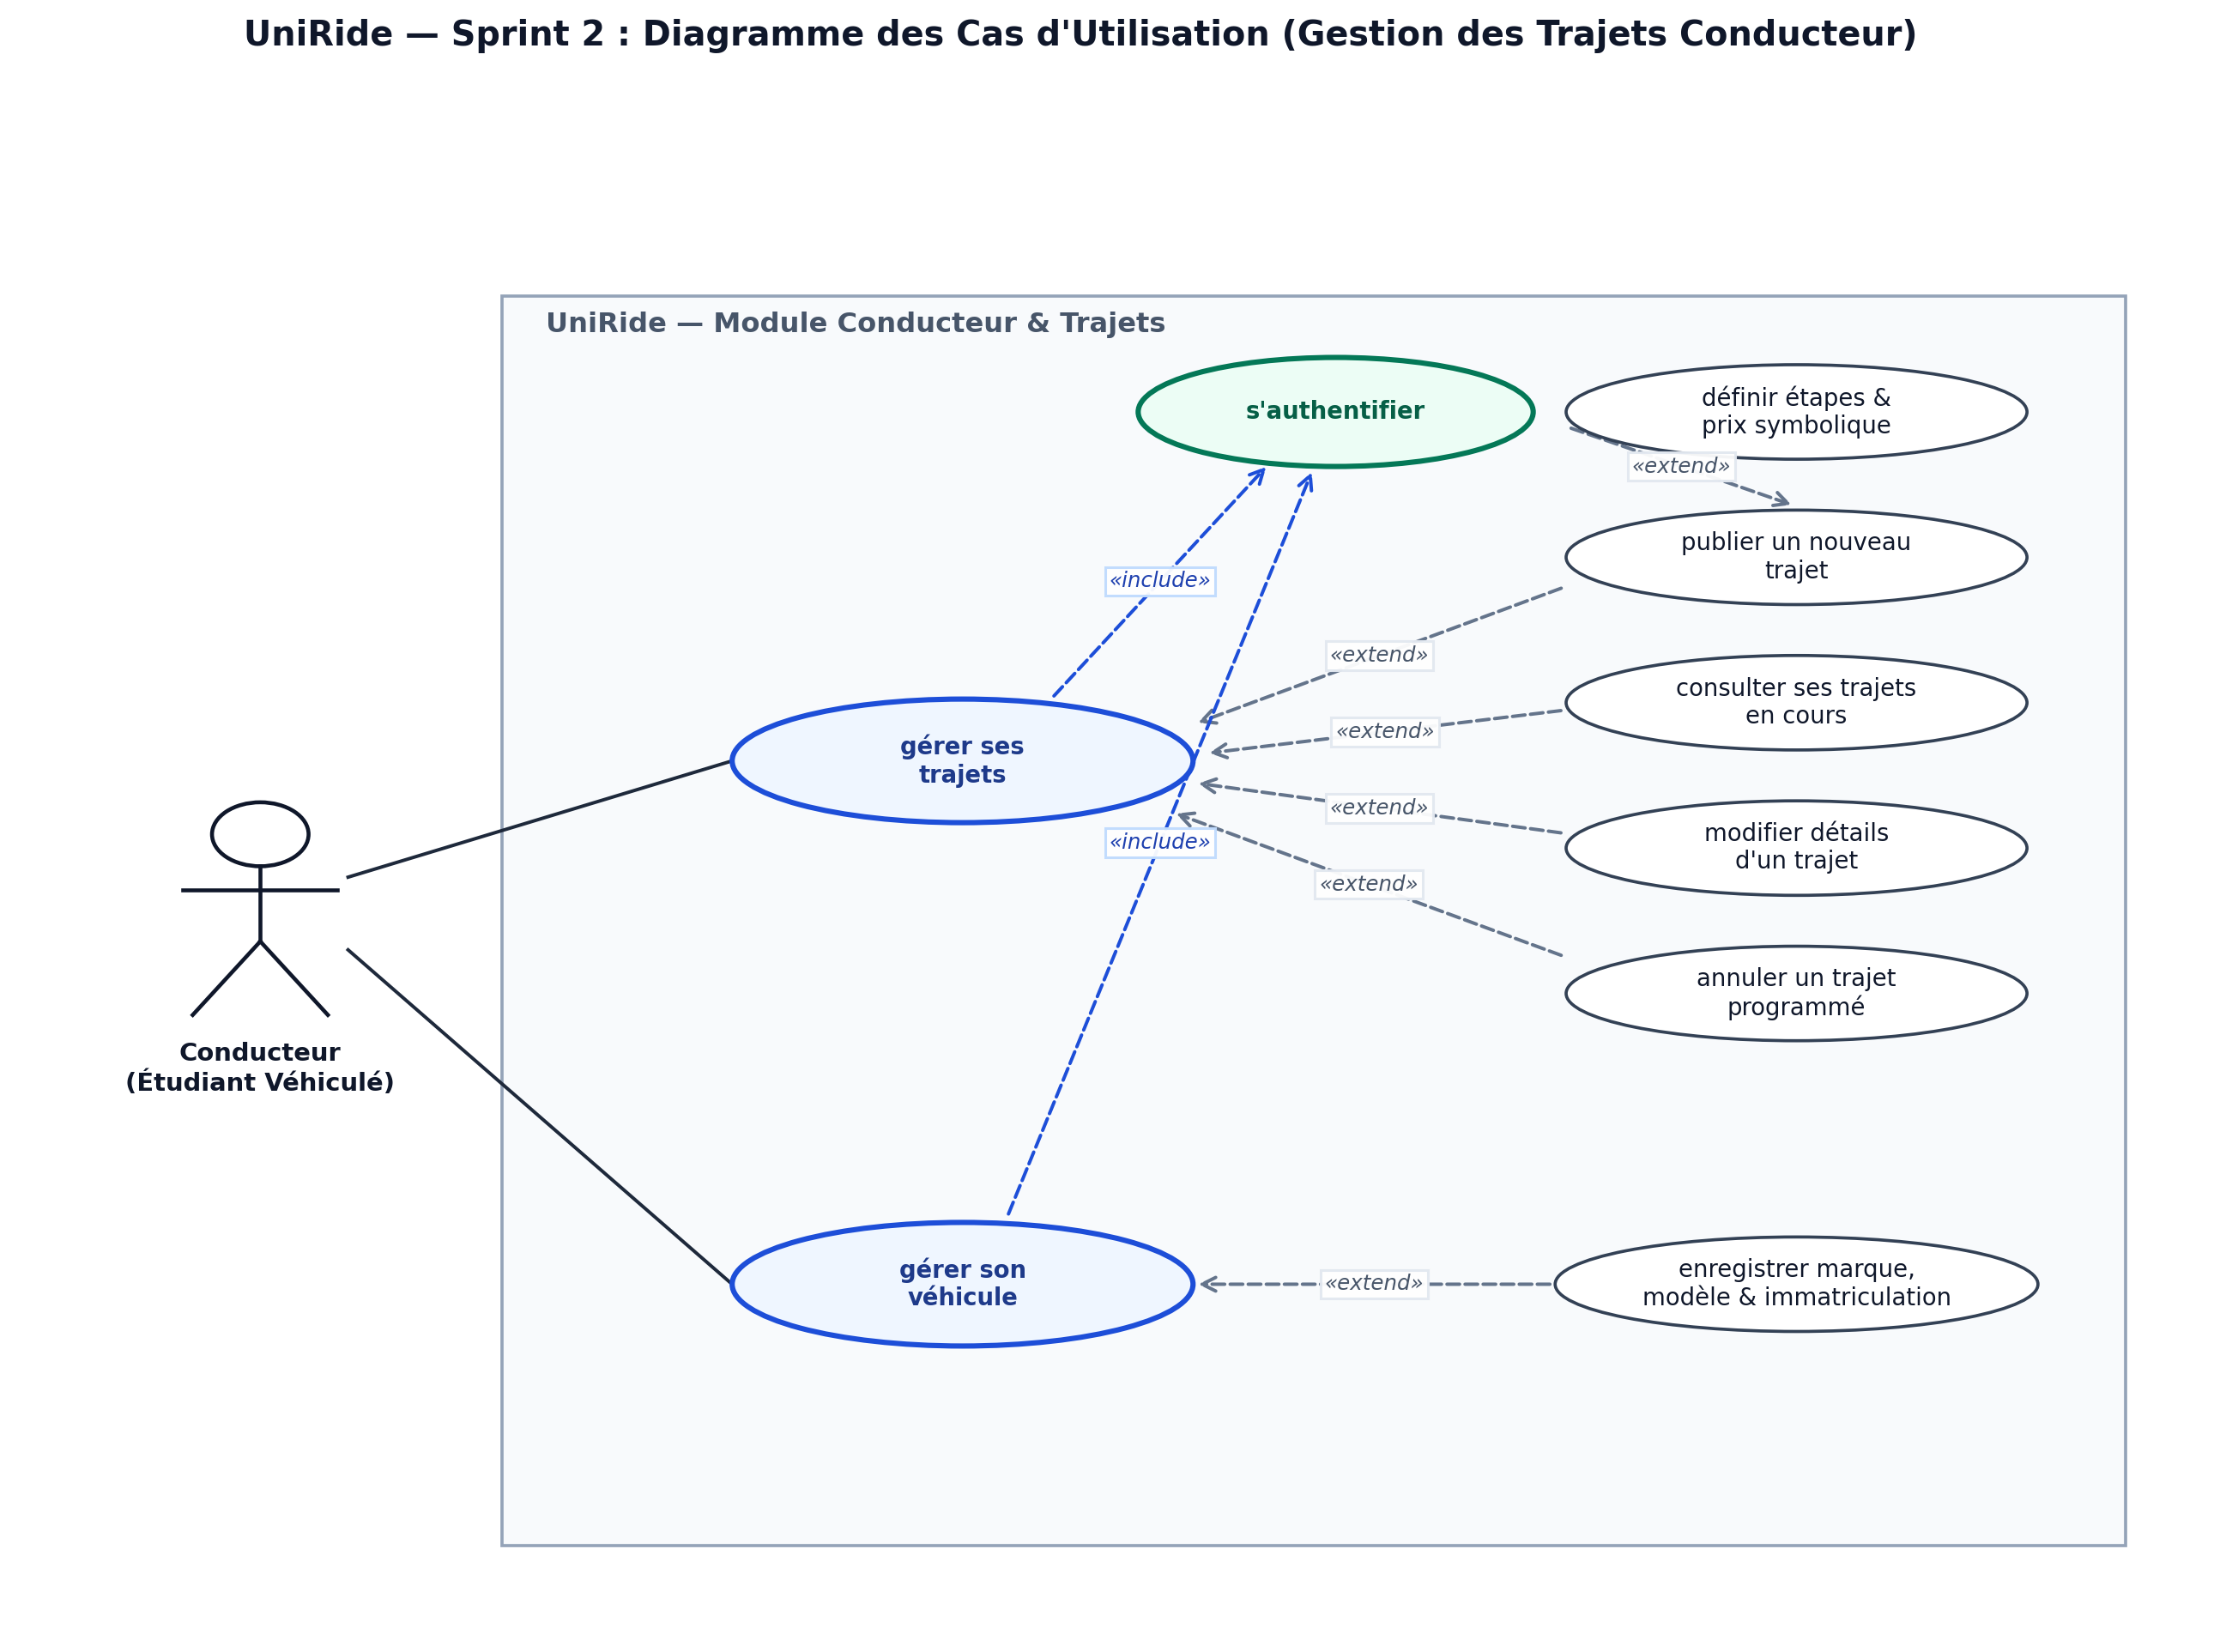 UniRide — Sprint 2 : Diagramme des Cas d'Utilisation (Gestion des Trajets Conducteur)
UniRide — Module Conducteur & Trajets
s'authentifier
définir étapes &
prix symbolique
«extend»
publier un nouveau
trajet
«include»
«extend»
consulter ses trajets
en cours
«extend»
gérer ses
trajets
«extend»
modifier détails
d'un trajet
«include»
«extend»
annuler un trajet
programmé
Conducteur
(Étudiant Véhiculé)
gérer son
véhicule
«extend»
enregistrer marque,
modèle & immatriculation